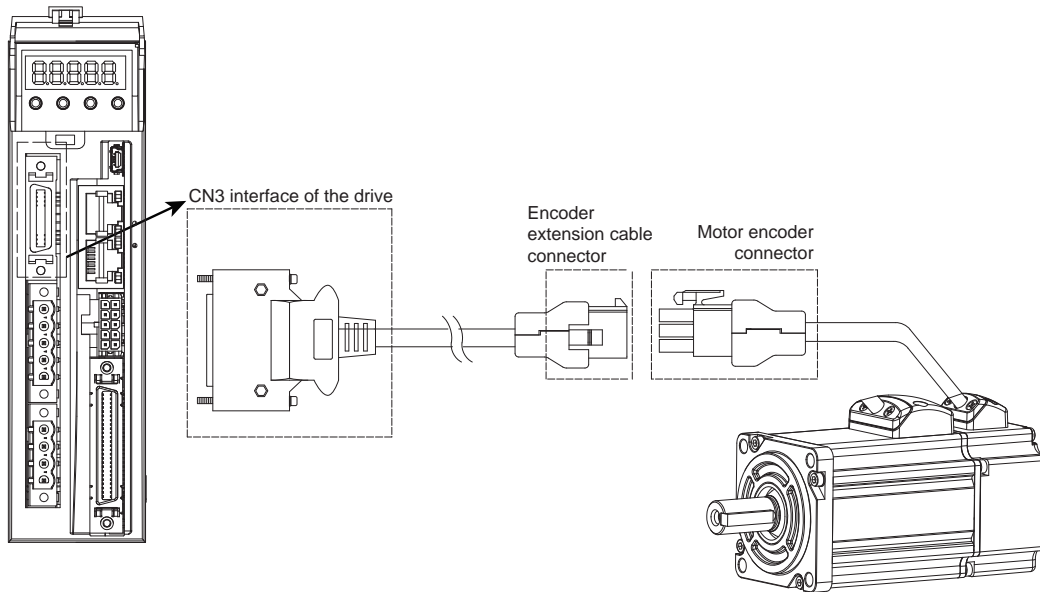 CN3 interface of the drive
Encoder
extension cable
connector
Motor encoder
connector